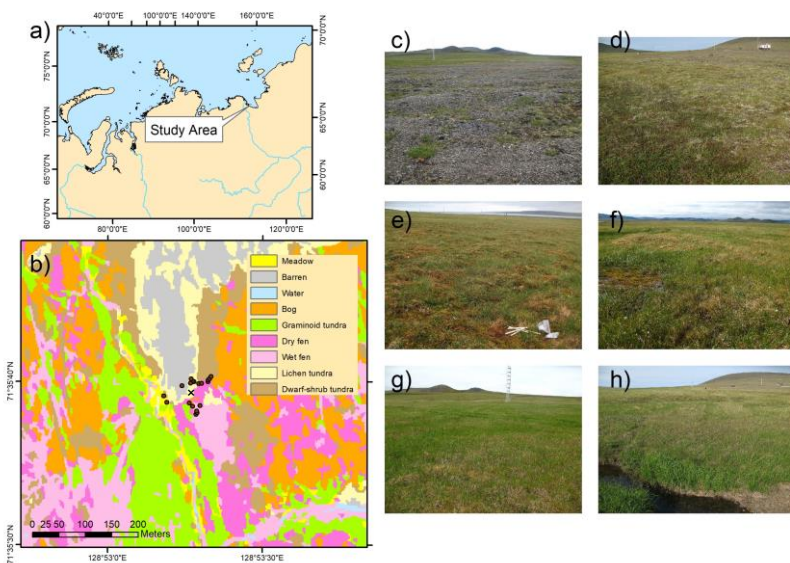 a)
40°0'0"E 100°0'0"E 140°0'0"E 160°0'0"E
75°0'0"N
70°0'0"N
65°0'0"N
60°0'0"N
70°0'0"N
65°0'0"N
60°0'0"N
Study Area
80°0'0"E 100°0'0"E 120°0'0"E
b)
Meadow
Barren
Water
Bog
Graminoid tundra
Dry fen
Wet fen
Lichen tundra
Dwarf-shrub tundra
71°35'40"N
71°35'30"N
0 25 50 100 150 200
Meters
128°53'0"E 128°53'30"E
c)
d)
e)
f)
g)
h)